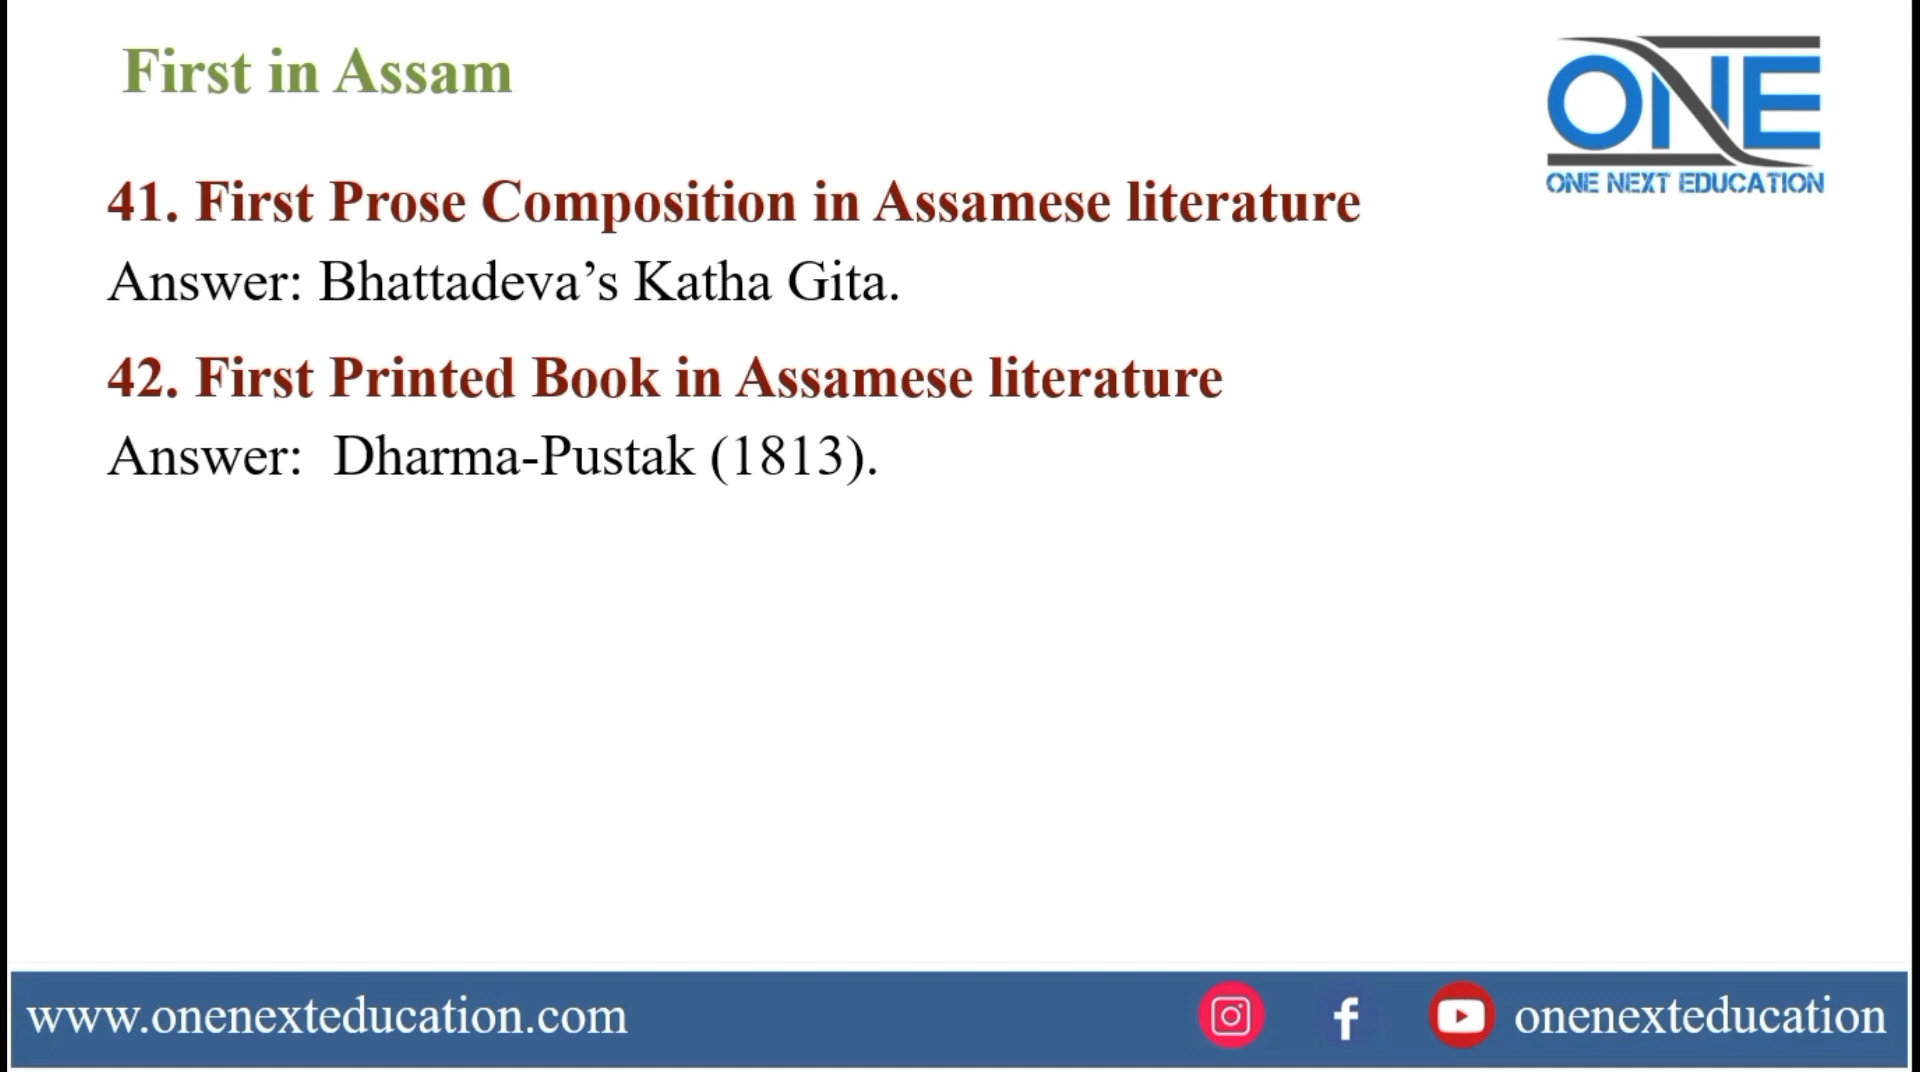 First in Assam
ONE
ONE NEXT EDUCATION
41. First Prose Composition in Assamese literature
Answer: Bhattadeva’s Katha Gita.
42. First Printed Book in Assamese literature
Answer:  Dharma-Pustak (1813).
www.onenexteducation.com
onenexteducation